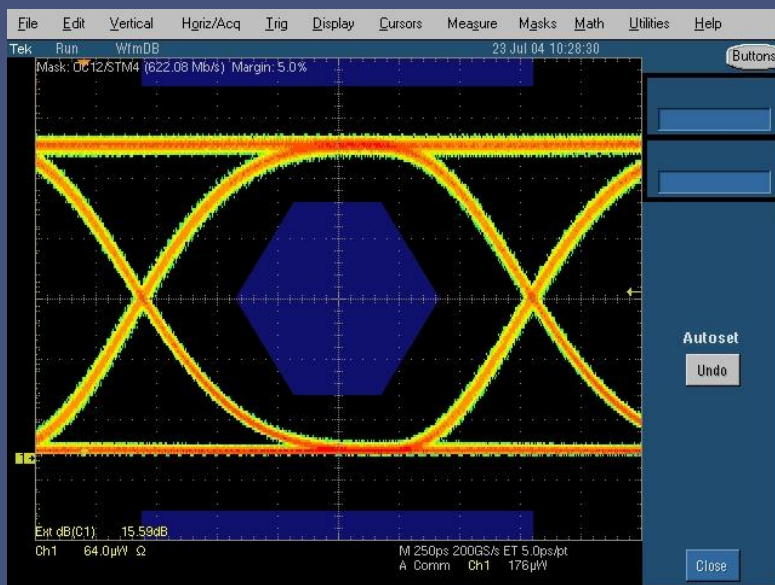 File Edit Vertical Horiz/Acq Trig Display Cursors Measure Masks Math Utilities Help
Tek Run WfmDB 23 Jul 04 10:28:30 Buttons
Mask: OC12/STM4 (622.08 Mb/s) Margin: 5.0%
Autoset
Undo
1
Ext dB(C1) 15.59dB
Ch1 64.0µW Ω M 250ps 200GS/s ET 5.0ps/pt
A Comm Ch1 176µW
Close